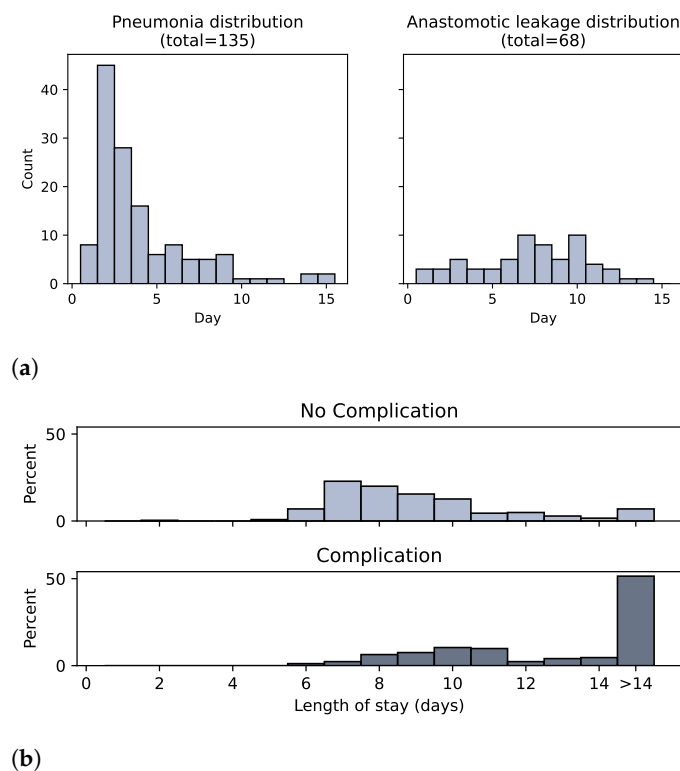 Pneumonia distribution
(total=135)
Anastomotic leakage distribution
(total=68)
40
30
20
10
0
Count
0 5 10 15
Day
0 5 10 15
Day
(a)
No Complication
50
0
Percent
Complication
50
0
Percent
0 2 4 6 8 10 12 14 >14
Length of stay (days)
(b)